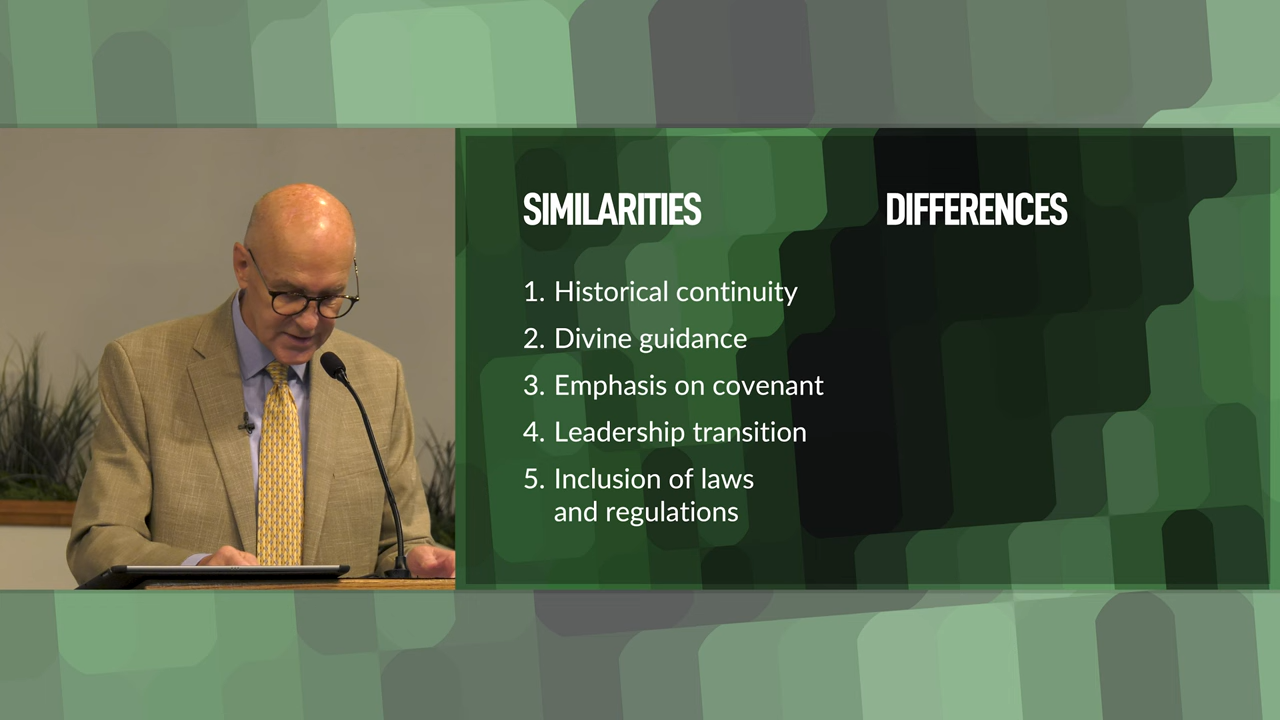 SIMILARITIES
1. Historical continuity
2. Divine guidance
3. Emphasis on covenant
4. Leadership transition
5. Inclusion of laws
and regulations
DIFFERENCES